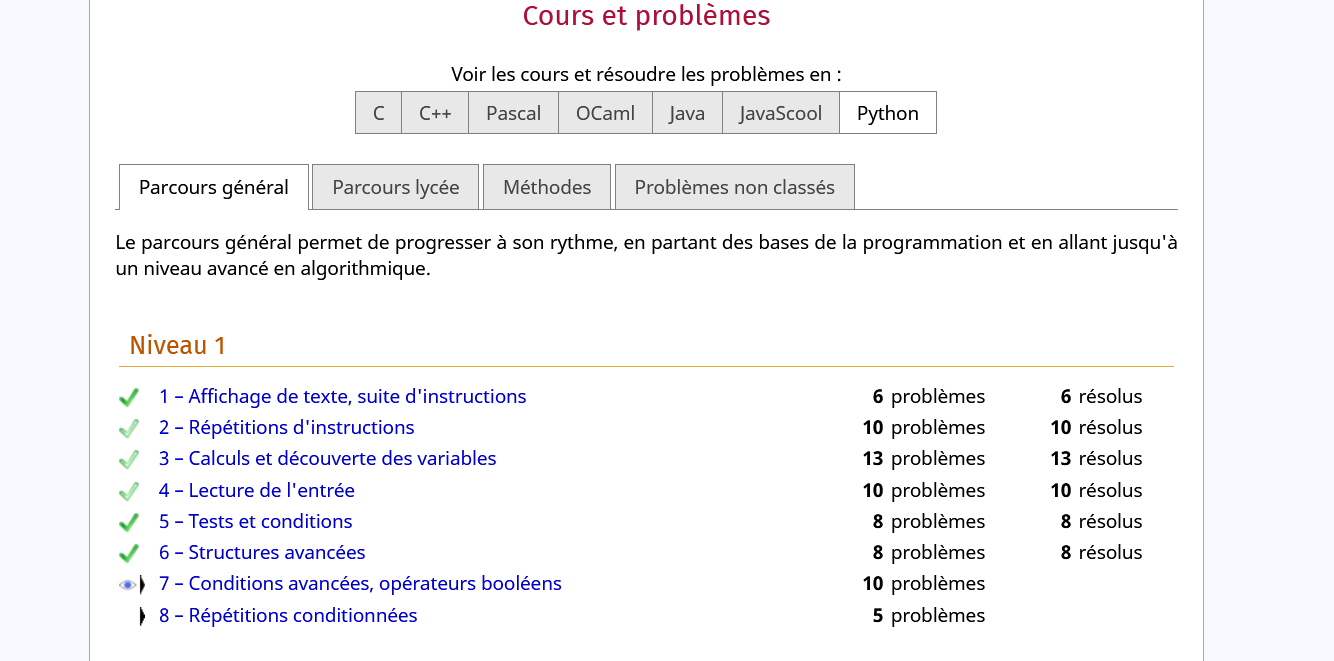 Cours et problèmes
Voir les cours et résoudre les problèmes en :
C C++ Pascal OCaml Java JavaScool Python
Parcours général Parcours lycée Méthodes Problèmes non classés
Le parcours général permet de progresser à son rythme, en partant des bases de la programmation et en allant jusqu'à
un niveau avancé en algorithmique.
Niveau 1
1 – Affichage de texte, suite d'instructions 6 problèmes 6 résolus
2 – Répétitions d'instructions 10 problèmes 10 résolus
3 – Calculs et découverte des variables 13 problèmes 13 résolus
4 – Lecture de l'entrée 10 problèmes 10 résolus
5 – Tests et conditions 8 problèmes 8 résolus
6 – Structures avancées 8 problèmes 8 résolus
7 – Conditions avancées, opérateurs booléens 10 problèmes
8 – Répétitions conditionnées 5 problèmes